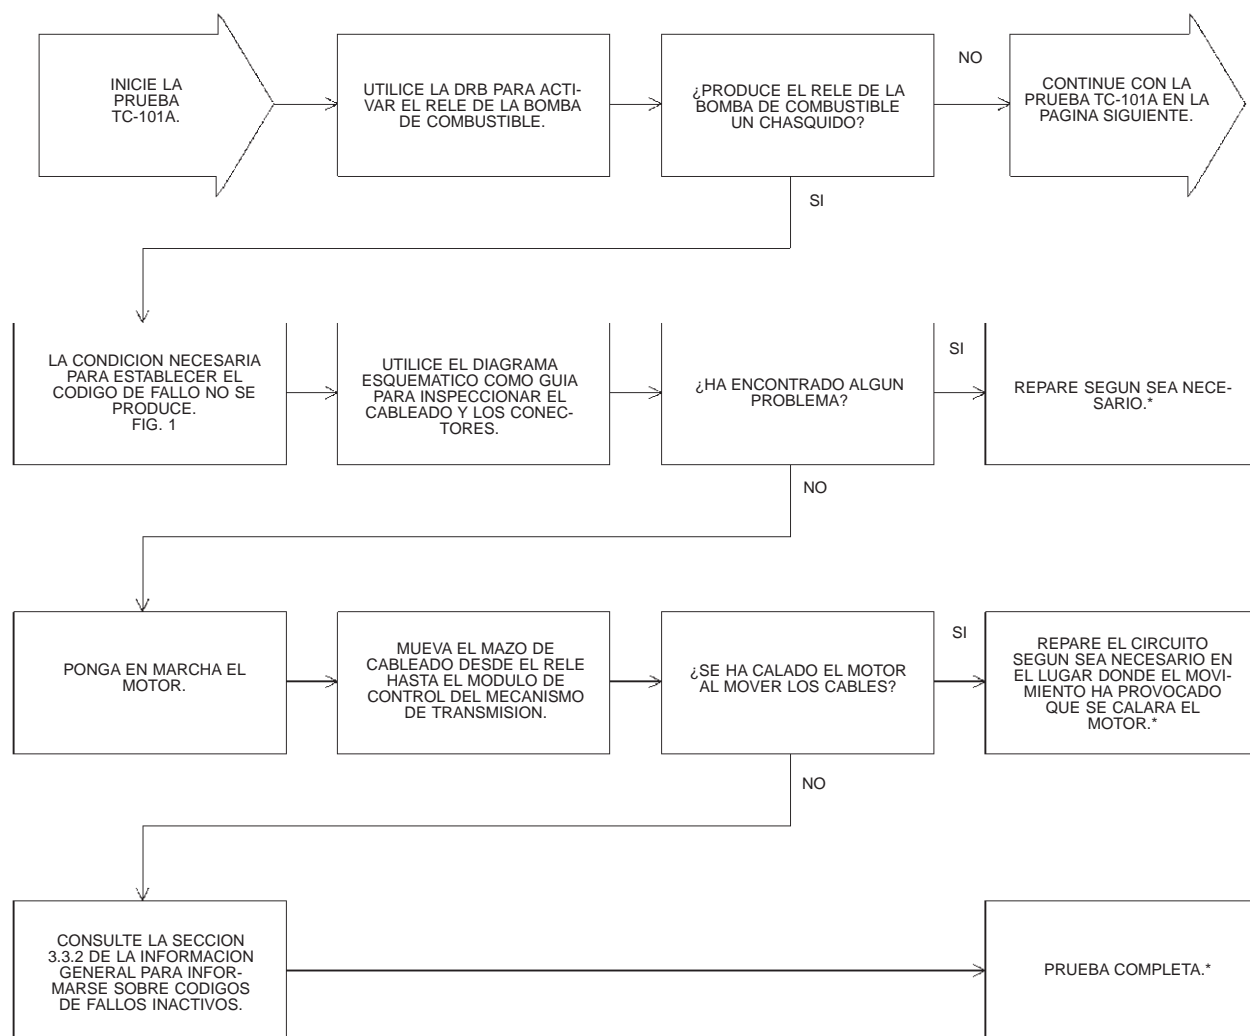 INICIE LA
PRUEBA
TC-101A.
UTILICE LA DRB PARA ACTI-
VAR EL RELE DE LA BOMBA
DE COMBUSTIBLE.
¿PRODUCE EL RELE DE LA
BOMBA DE COMBUSTIBLE
UN CHASQUIDO?
NO
CONTINUE CON LA
PRUEBA TC-101A EN LA
PAGINA SIGUIENTE.
SI
LA CONDICION NECESARIA
PARA ESTABLECER EL
CODIGO DE FALLO NO SE
PRODUCE.
FIG. 1
UTILICE EL DIAGRAMA
ESQUEMATICO COMO GUIA
PARA INSPECCIONAR EL
CABLEADO Y LOS CONEC-
TORES.
¿HA ENCONTRADO ALGUN
PROBLEMA?
SI
REPARE SEGUN SEA NECE-
SARIO.*
NO
PONGA EN MARCHA EL
MOTOR.
MUEVA EL MAZO DE
CABLEADO DESDE EL RELE
HASTA EL MODULO DE
CONTROL DEL MECANISMO
DE TRANSMISION.
¿SE HA CALADO EL MOTOR
AL MOVER LOS CABLES?
SI
REPARE EL CIRCUITO
SEGUN SEA NECESARIO EN
EL LUGAR DONDE EL MOVI-
MIENTO HA PROVOCADO
QUE SE CALARA EL
MOTOR.*
NO
CONSULTE LA SECCION
3.3.2 DE LA INFORMACION
GENERAL PARA INFOR-
MARSE SOBRE CODIGOS
DE FALLOS INACTIVOS.
PRUEBA COMPLETA.*